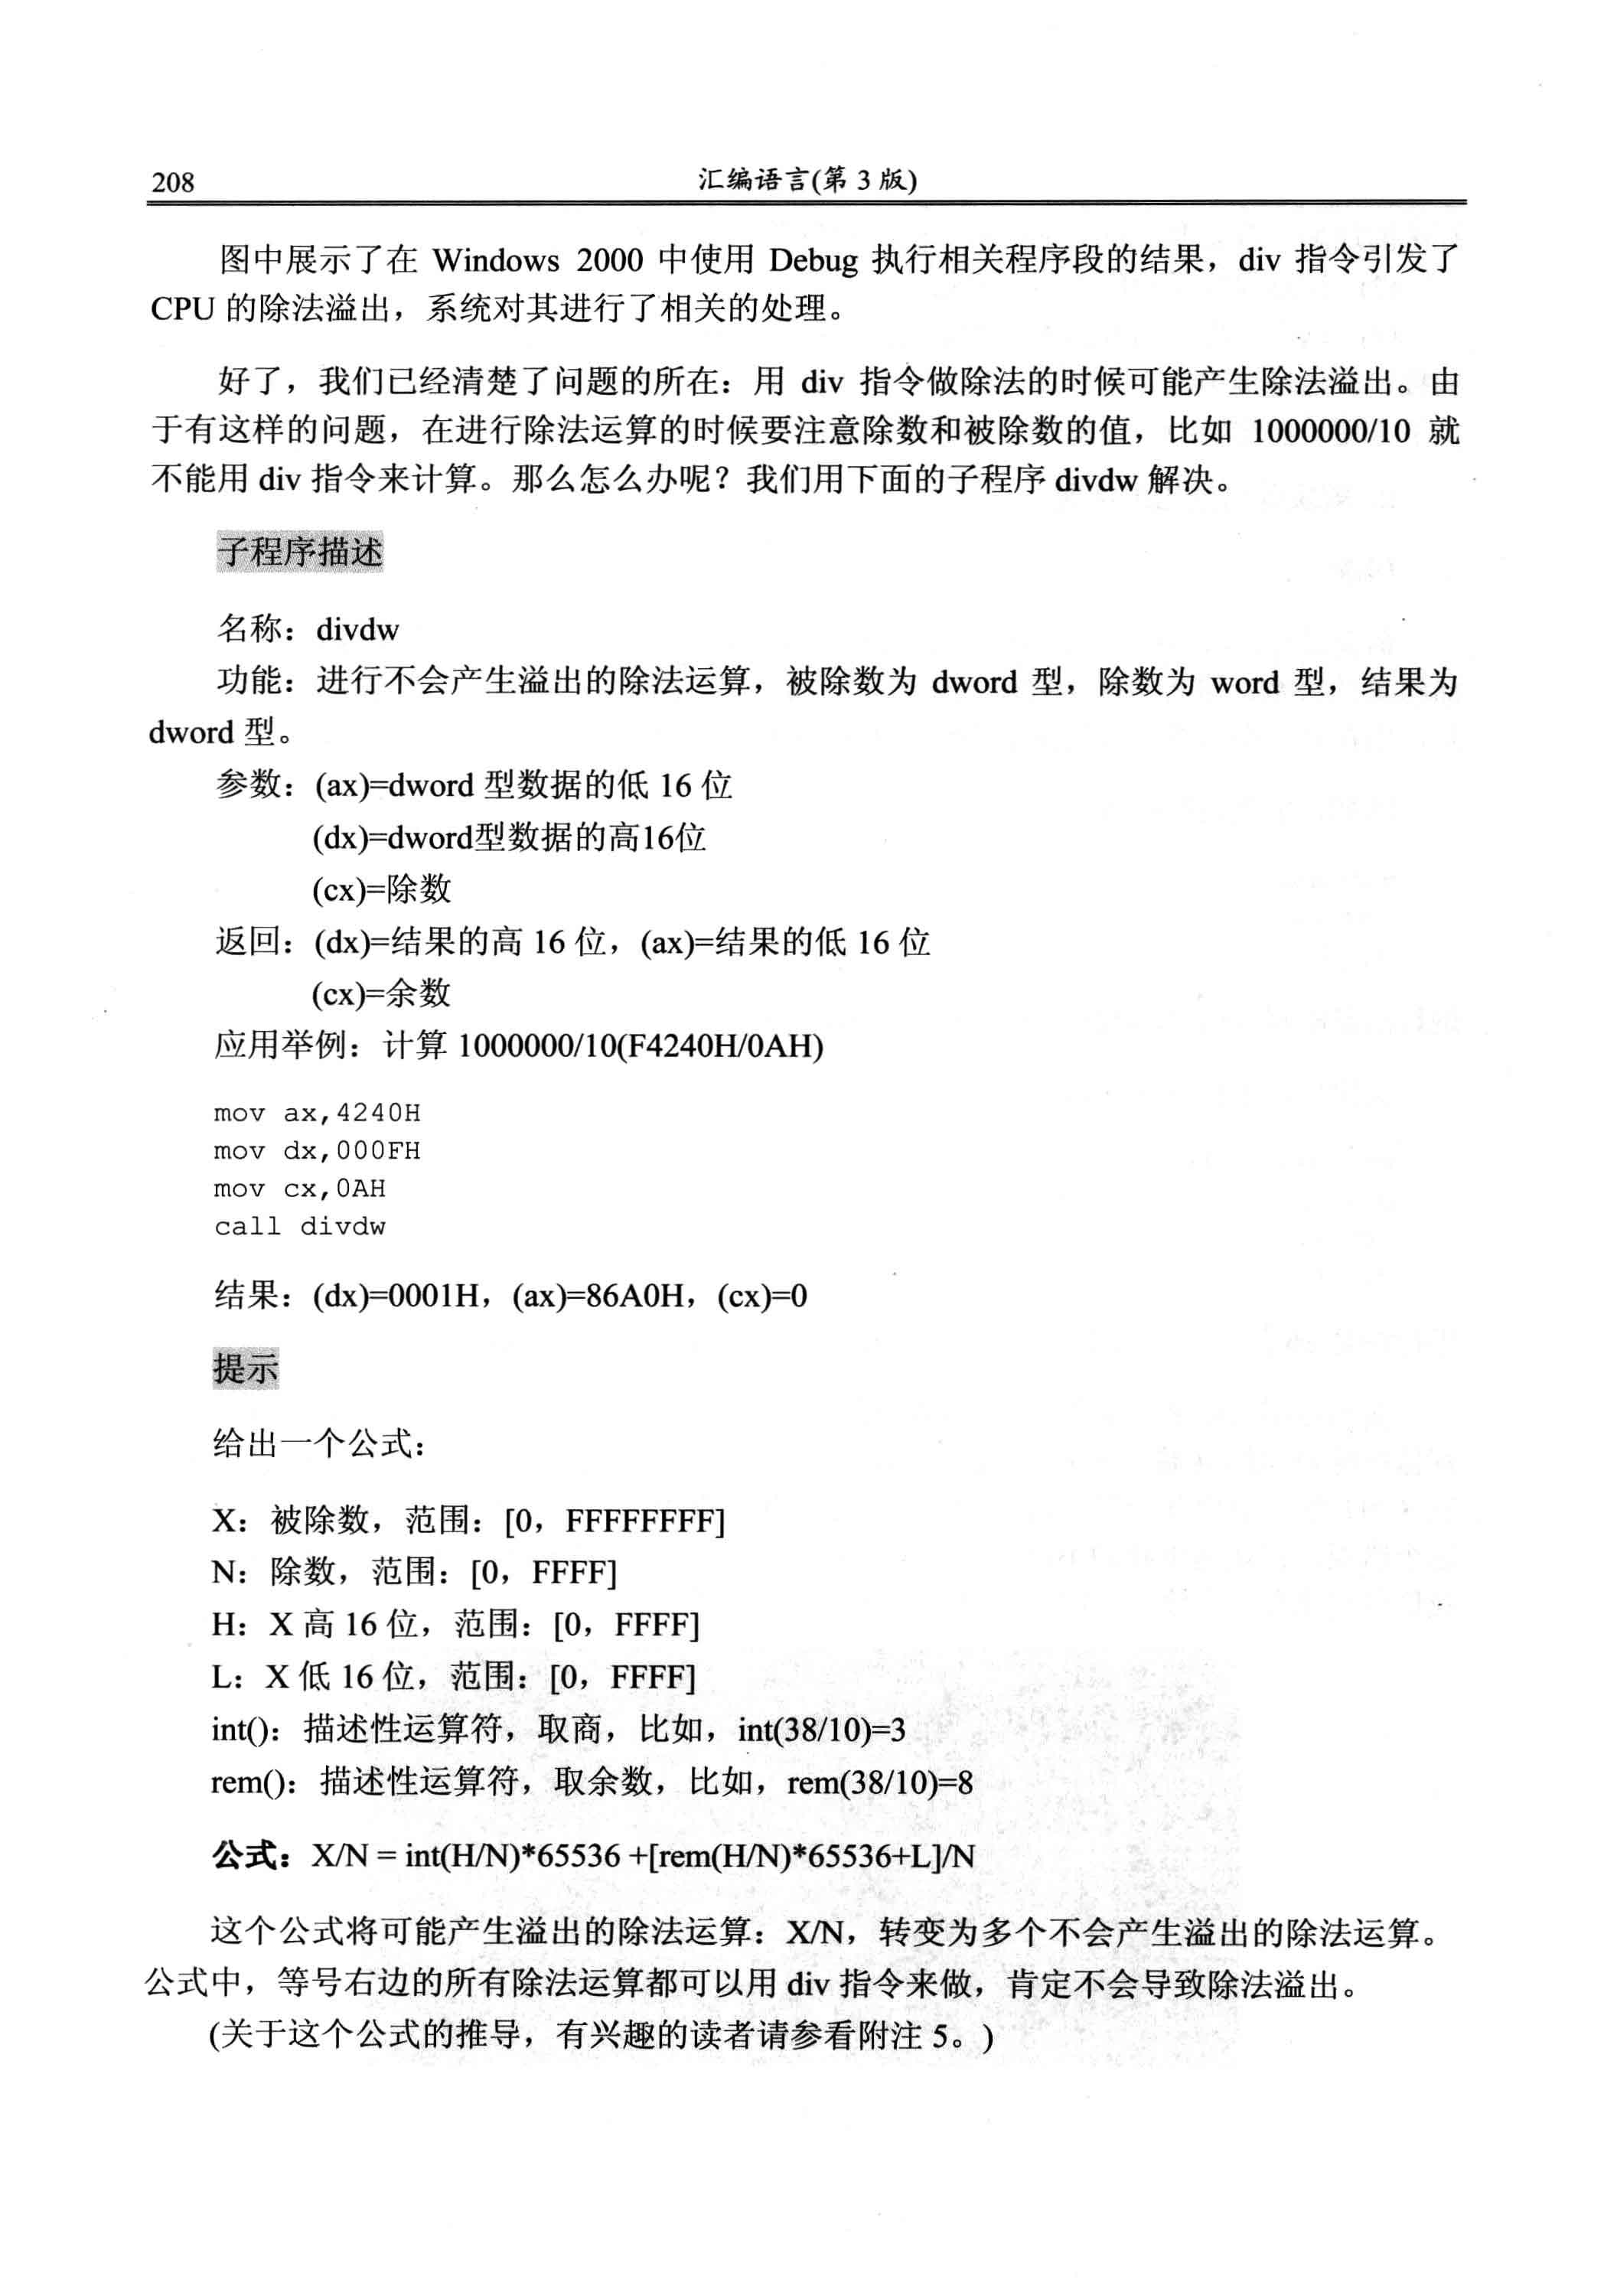 208
汇编语言(第 3 版)
图中展示了在 Windows 2000 中使用 Debug 执行相关程序段的结果，div 指令引发了
CPU 的除法溢出，系统对其进行了相关的处理。
好了，我们已经清楚了问题的所在：用 div 指令做除法的时候可能产生除法溢出。由
于有这样的问题，在进行除法运算的时候要注意除数和被除数的值，比如 1000000/10 就
不能用 div 指令来计算。那么怎么办呢？我们用下面的子程序 divdw 解决。
子程序描述
名称：divdw
功能：进行不会产生溢出的除法运算，被除数为 dword 型，除数为 word 型，结果为
dword 型。
参数：(ax)=dword 型数据的低 16 位
(dx)=dword型数据的高16位
(cx)=除数
返回：(dx)=结果的高 16 位，(ax)=结果的低 16 位
(cx)=余数
应用举例：计算 1000000/10(F4240H/0AH)
mov ax,4240H
mov dx,000FH
mov cx,0AH
call divdw
结果：(dx)=0001H，(ax)=86A0H，(cx)=0
提示
给出一个公式：
X：被除数，范围：[0，FFFFFFFF]
N：除数，范围：[0，FFFF]
H：X 高 16 位，范围：[0，FFFF]
L：X 低 16 位，范围：[0，FFFF]
int()：描述性运算符，取商，比如，int(38/10)=3
rem()：描述性运算符，取余数，比如，rem(38/10)=8
公式：X/N = int(H/N)*65536 +[rem(H/N)*65536+L]/N
这个公式将可能产生溢出的除法运算：X/N，转变为多个不会产生溢出的除法运算。
公式中，等号右边的所有除法运算都可以用 div 指令来做，肯定不会导致除法溢出。
(关于这个公式的推导，有兴趣的读者请参看附注 5。)